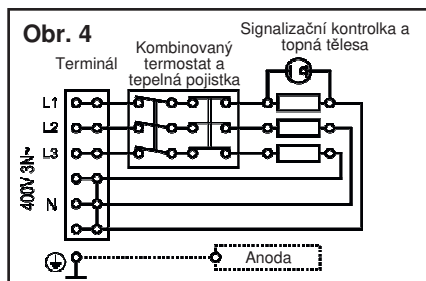 Obr. 4
Signalizační kontrolka a
topná tělesa
Kombinovaný
termostat a
tepelná pojistka
Terminál
L1
L2
L3
N
400V 3N~
Anoda